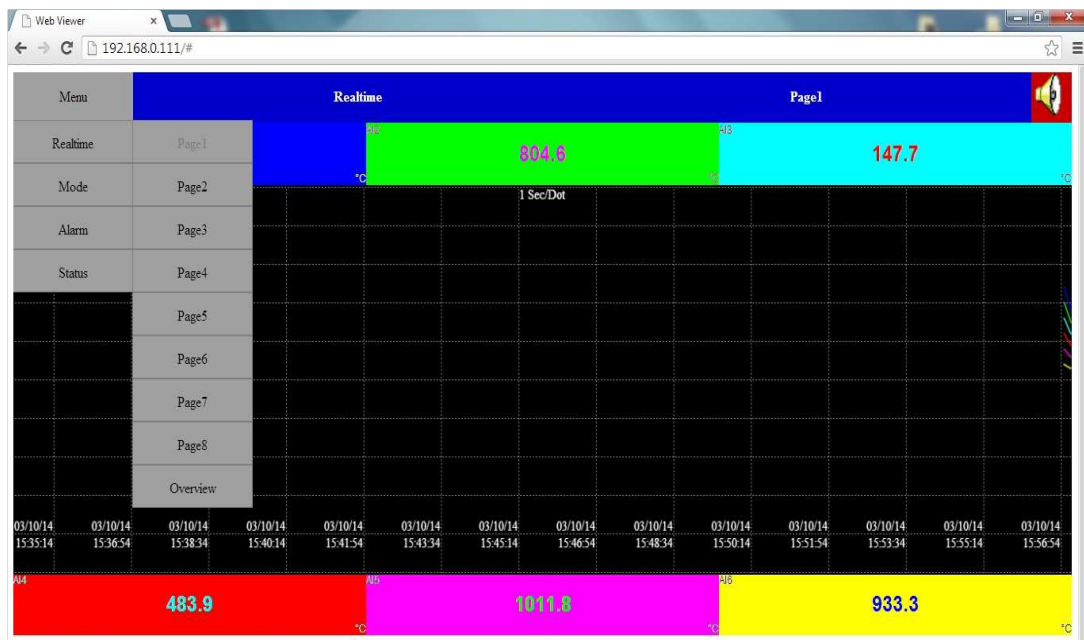 Web Viewer
192.168.0.111/#
Menu Realtime Page1
Realtime Page1
AI2 AI3
804.6 147.7
°C °C °C
Mode Page2
1 Sec/Dot
Alarm Page3
Status Page4
Page5
Page6
Page7
Page8
Overview
03/10/14 03/10/14 03/10/14 03/10/14 03/10/14 03/10/14 03/10/14 03/10/14 03/10/14 03/10/14 03/10/14 03/10/14 03/10/14 03/10/14
15:35:14 15:36:54 15:38:34 15:40:14 15:41:54 15:43:34 15:45:14 15:46:54 15:48:34 15:50:14 15:51:54 15:53:34 15:55:14 15:56:54
AI4 AI5 AI6
483.9 1011.8 933.3
°C °C °C